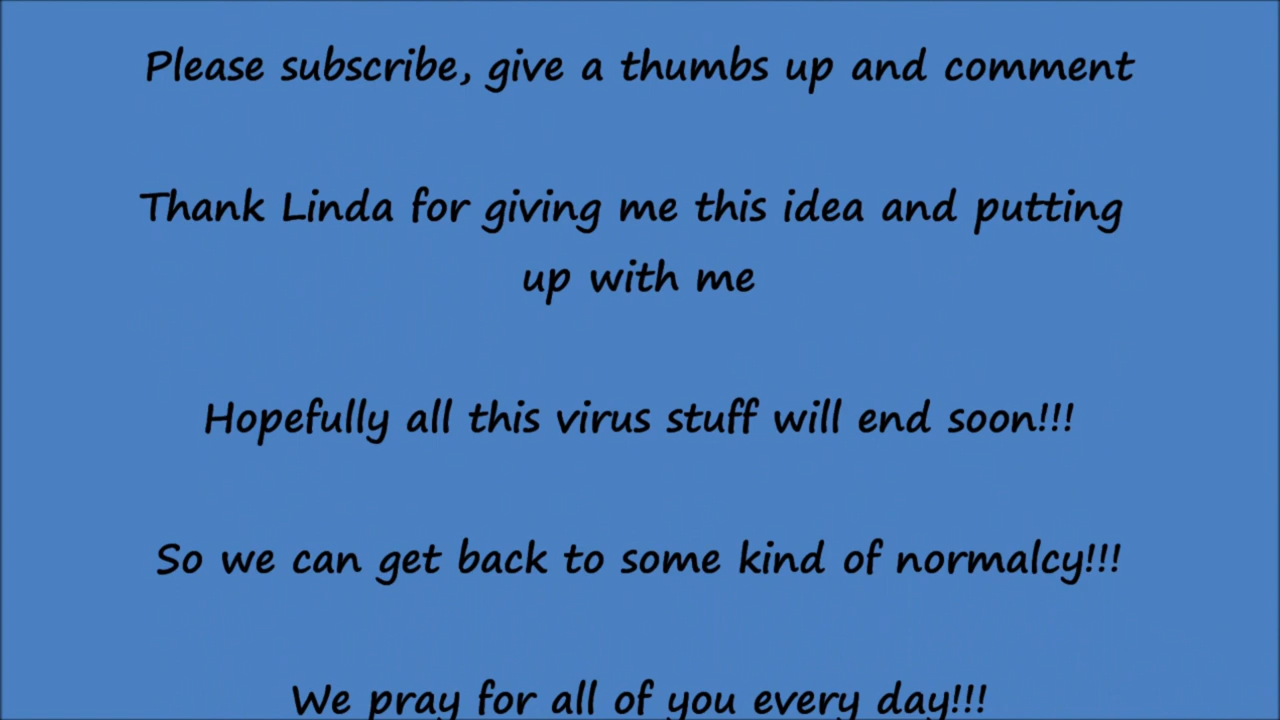 Please subscribe, give a thumbs up and comment
Thank Linda for giving me this idea and putting
up with me
Hopefully all this virus stuff will end soon!!!
So we can get back to some kind of normalcy!!!
We pray for all of you every day!!!